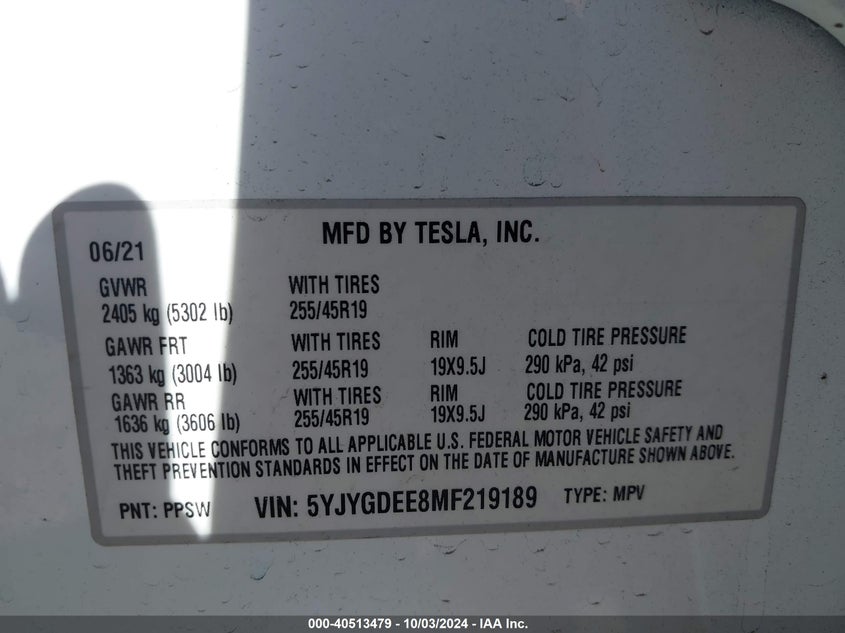 MFD BY TESLA, INC.
06/21
GVWR WITH TIRES
2405 kg (5302 lb) 255/45R19
GAWR FRT WITH TIRES RIM COLD TIRE PRESSURE
1363 kg (3004 lb) 255/45R19 19X9.5J 290 kPa, 42 psi
GAWR RR WITH TIRES RIM COLD TIRE PRESSURE
1636 kg (3606 lb) 255/45R19 19X9.5J 290 kPa, 42 psi
THIS VEHICLE CONFORMS TO ALL APPLICABLE U.S. FEDERAL MOTOR VEHICLE SAFETY AND
THEFT PREVENTION STANDARDS IN EFFECT ON THE DATE OF MANUFACTURE SHOWN ABOVE.
PNT: PPSW VIN: 5YJYGDEE8MF219189 TYPE: MPV
000-40513479 - 10/03/2024 - IAA Inc.